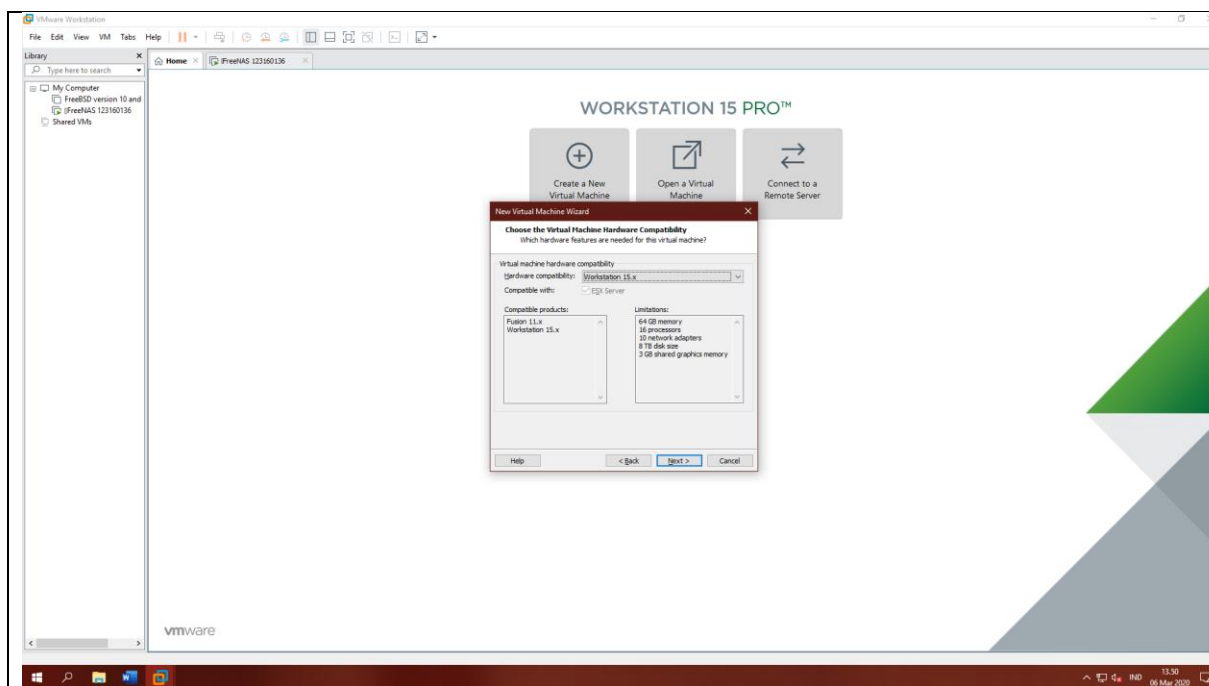 VMware Workstation
File Edit View VM Tabs Help
Library
Type here to search
My Computer
FreeBSD version 10 and
Shared VMs
Home
WORKSTATION 15 PRO™
Create a New
Virtual Machine
Open a Virtual
Machine
Connect to a
Remote Server
New Virtual Machine Wizard
Choose the Virtual Machine Hardware Compatibility
Which hardware features are needed for this virtual machine?
Virtual machine hardware compatibility
Hardware compatibility: Workstation 15.x
Compatible with: ESX Server
Compatible products:
Fusion 11.x
Workstation 15.x
Limitations:
64 GB memory
16 processors
10 network adapters
8 TB disk size
3 GB shared graphics memory
Help
< Back
Next >
Cancel
vmware
IND
13.50
06 Mar 2020